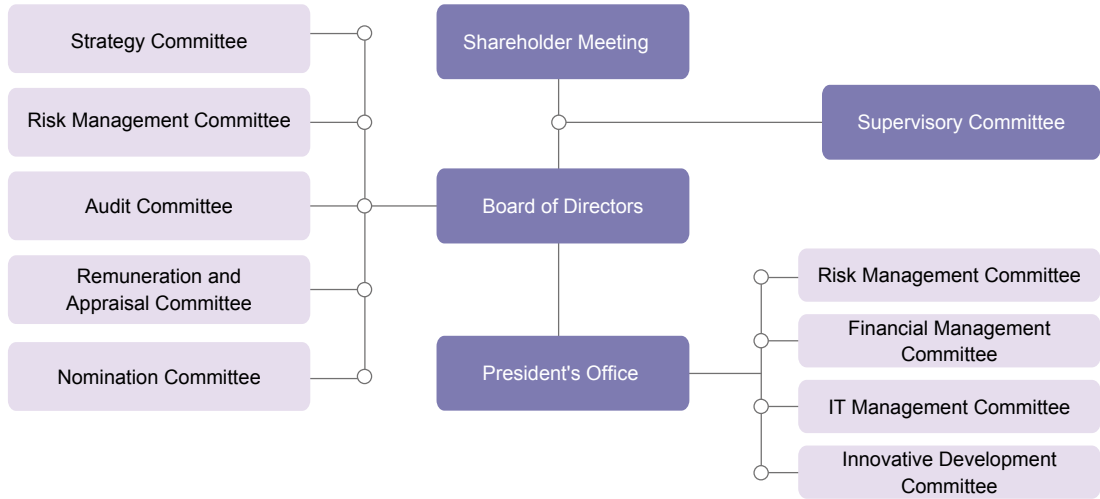 Strategy Committee
Shareholder Meeting
Risk Management Committee
Supervisory Committee
Audit Committee
Board of Directors
Remuneration and
Appraisal Committee
Nomination Committee
President's Office
Risk Management Committee
Financial Management
Committee
IT Management Committee
Innovative Development
Committee